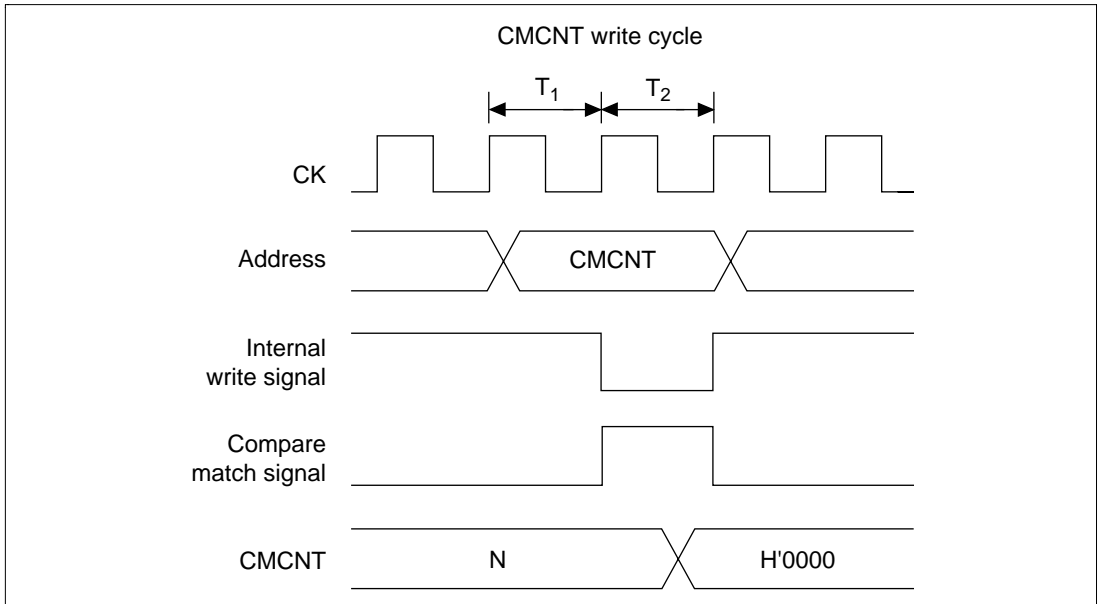 CMCNT write cycle
T1 T2
CK
Address
CMCNT
Internal
write signal
Compare
match signal
CMCNT
N
H'0000